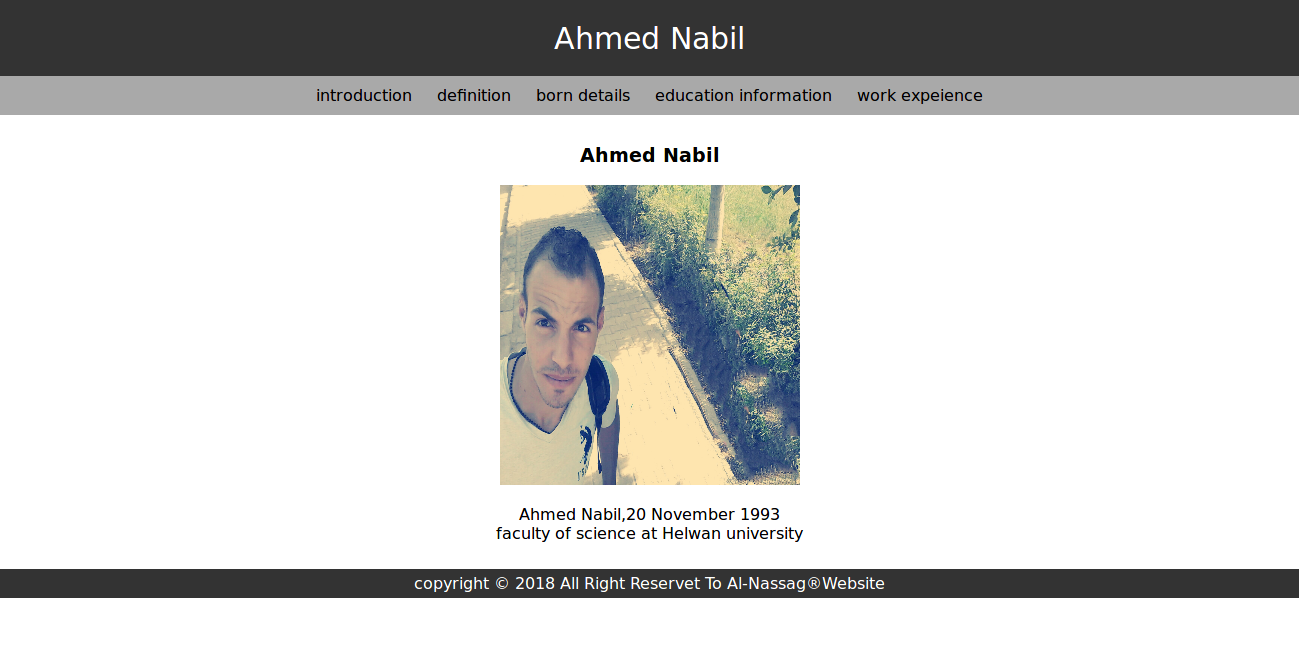 Ahmed Nabil
introduction definition born details education information work expeience
Ahmed Nabil
Ahmed Nabil,20 November 1993
faculty of science at Helwan university
copyright © 2018 All Right Reservet To Al-Nassag®Website